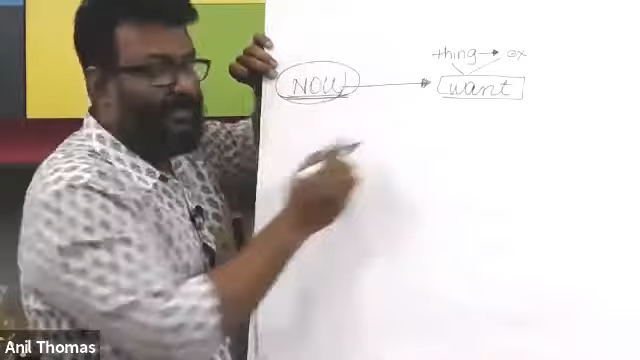 thing → ex
NOW → want
Anil Thomas